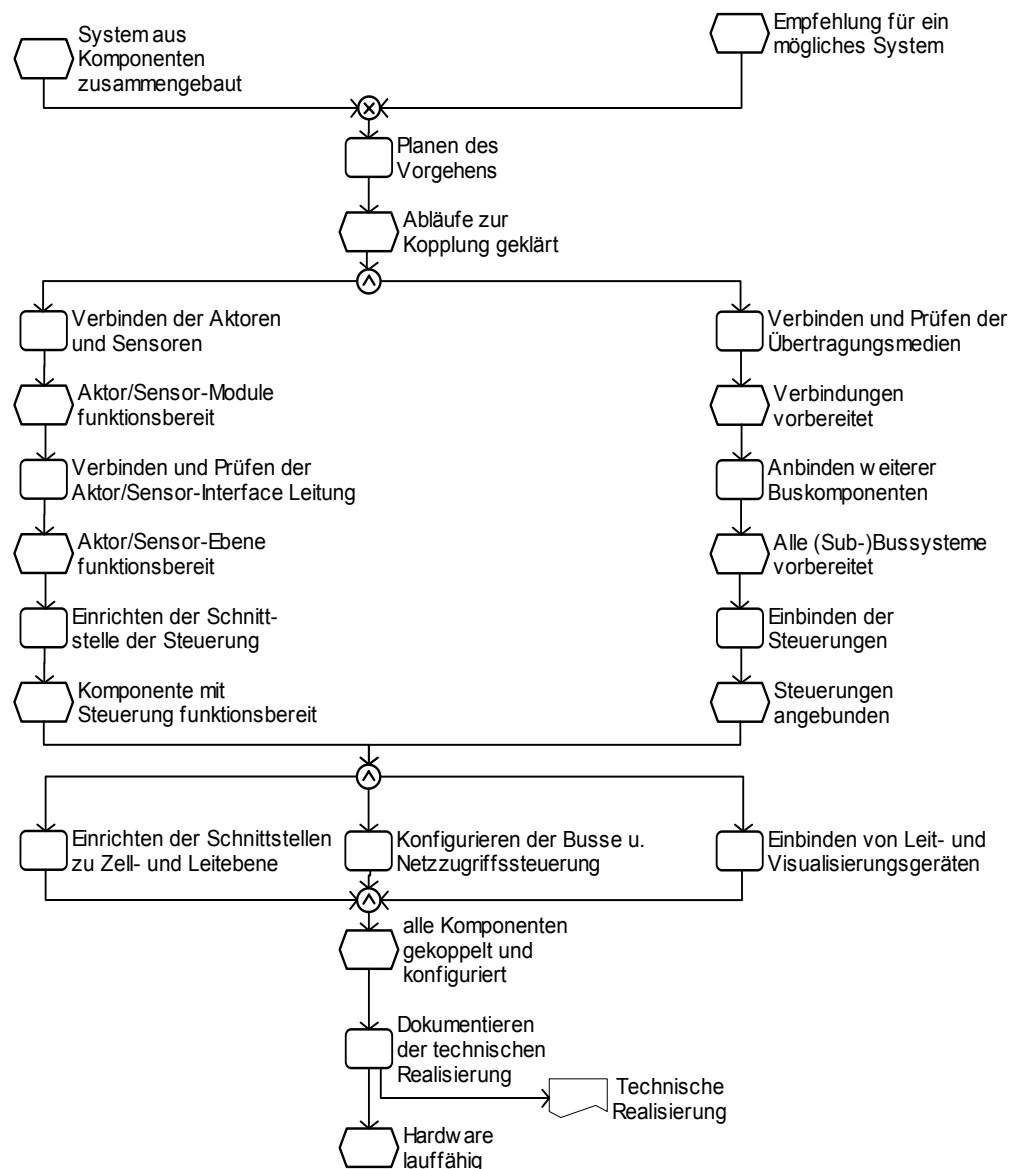 System aus
Komponenten
zusammengebaut
Empfehlung für ein
mögliches System
Planen des
Vorgehens
Abläufe zur
Kopplung geklärt
Verbinden der Aktoren
und Sensoren
Verbinden und Prüfen der
Übertragungsmedien
Aktor/Sensor-Module
funktionsbereit
Verbindungen
vorbereitet
Verbinden und Prüfen der
Aktor/Sensor-Interface Leitung
Anbinden weiterer
Buskomponenten
Aktor/Sensor-Ebene
funktionsbereit
Alle (Sub-)Bussysteme
vorbereitet
Einrichten der Schnitt-
stelle der Steuerung
Einbinden der
Steuerungen
Komponente mit
Steuerung funktionsbereit
Steuerungen
angebunden
Einrichten der Schnittstellen
zu Zell- und Leitebene
Konfigurieren der Busse u.
Netzzugriffssteuerung
Einbinden von Leit- und
Visualisierungsgeräten
alle Komponenten
gekoppelt und
konfiguriert
Dokumentieren
der technischen
Realisierung
Technische
Realisierung
Hardware
lauffähig